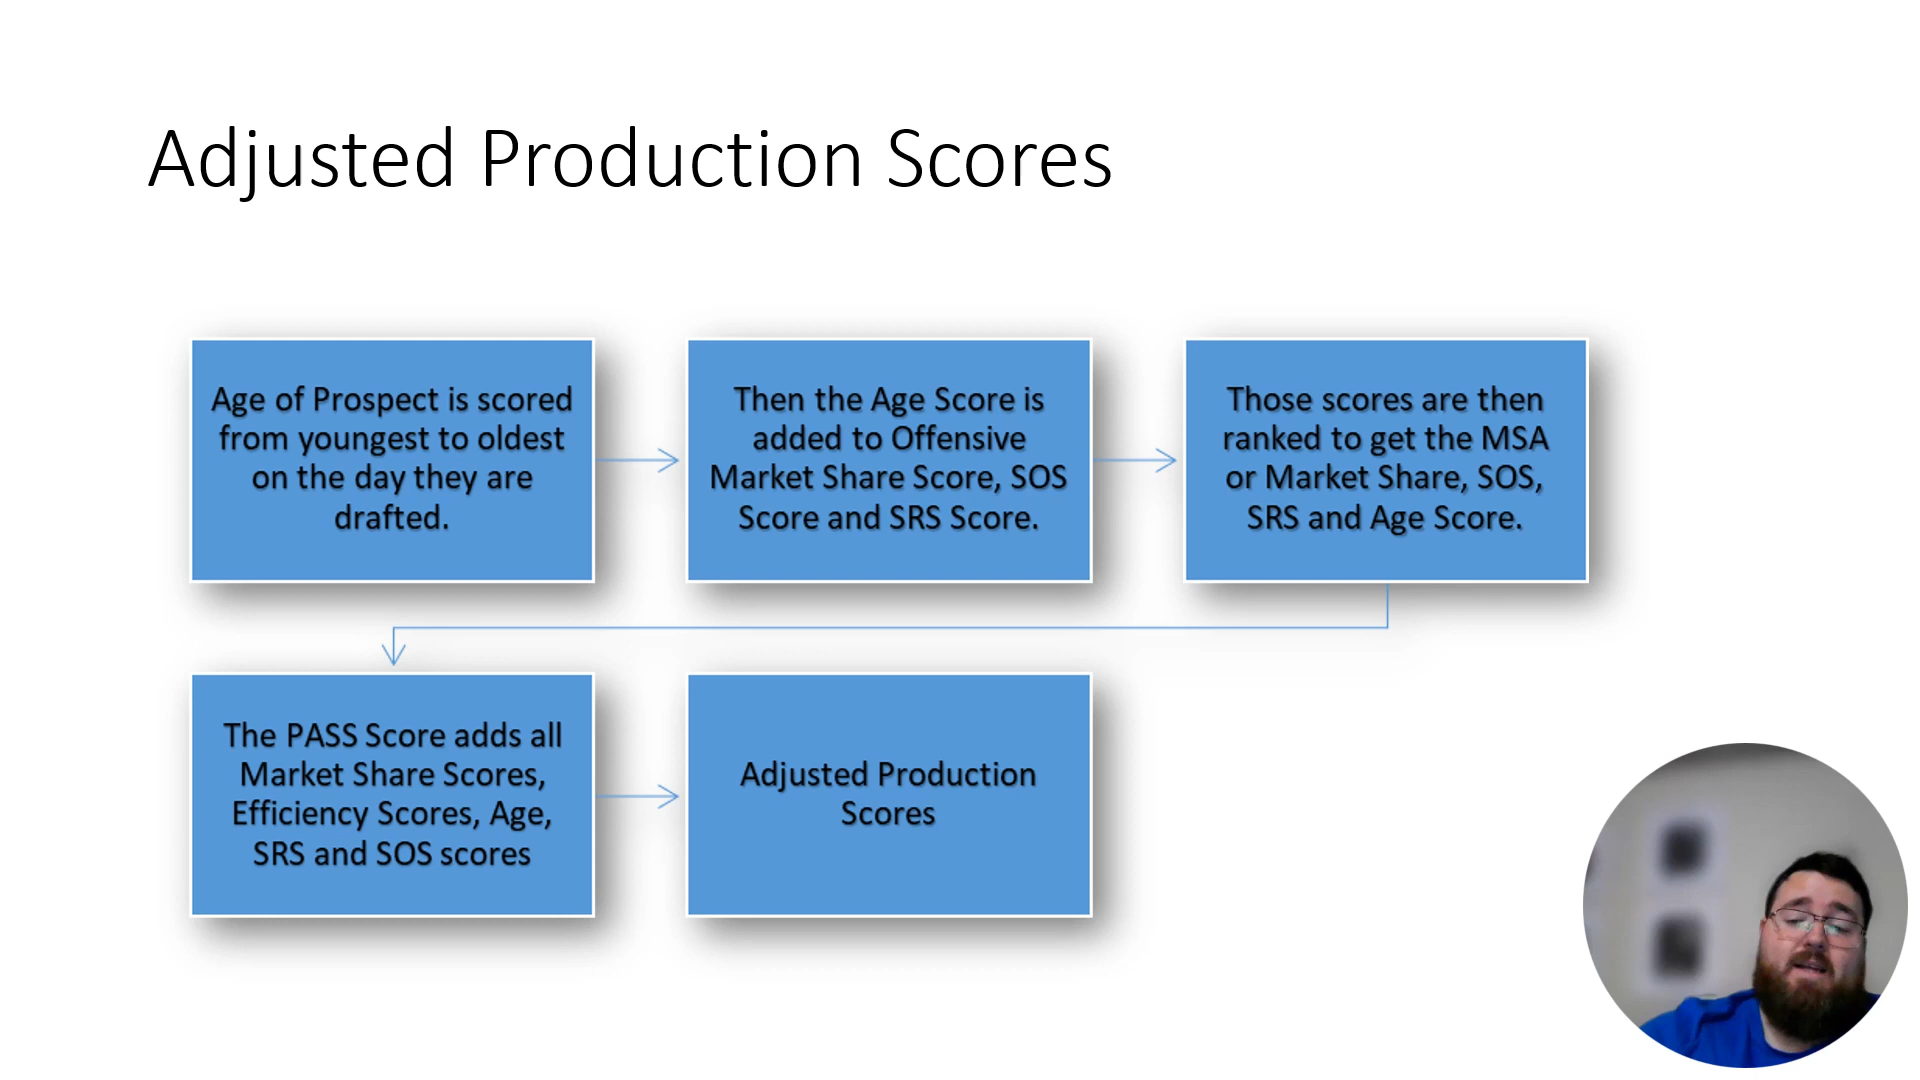 Adjusted Production Scores
Age of Prospect is scored
from youngest to oldest
on the day they are
drafted.
Then the Age Score is
added to Offensive
Market Share Score, SOS
Score and SRS Score.
Those scores are then
ranked to get the MSA
or Market Share, SOS,
SRS and Age Score.
The PASS Score adds all
Market Share Scores,
Efficiency Scores, Age,
SRS and SOS scores
Adjusted Production
Scores